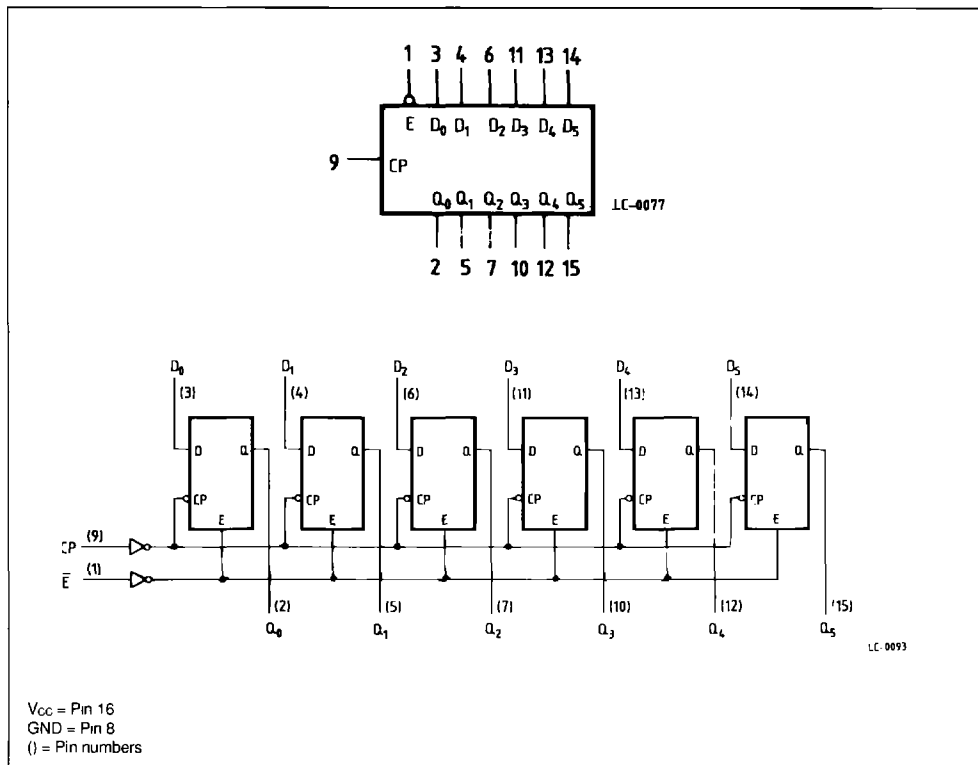 1 3 4 6 11 13 14
E D₀ D₁ D₂ D₃ D₄ D₅
9 CP
Q₀ Q₁ Q₂ Q₃ Q₄ Q₅
LC-0077
2 5 7 10 12 15
D₀ D₁ D₂ D₃ D₄ D₅
(3) (4) (6) (11) (13) (14)
D Q D Q D Q D Q D Q D Q
CP CP CP CP CP CP
E E E E E E
CP (9)
E̅ (1)
(2) (5) (7) (10) (12) (15)
Q₀ Q₁ Q₂ Q₃ Q₄ Q₅
LC-0093
V_CC = Pin 16
GND = Pin 8
() = Pin numbers